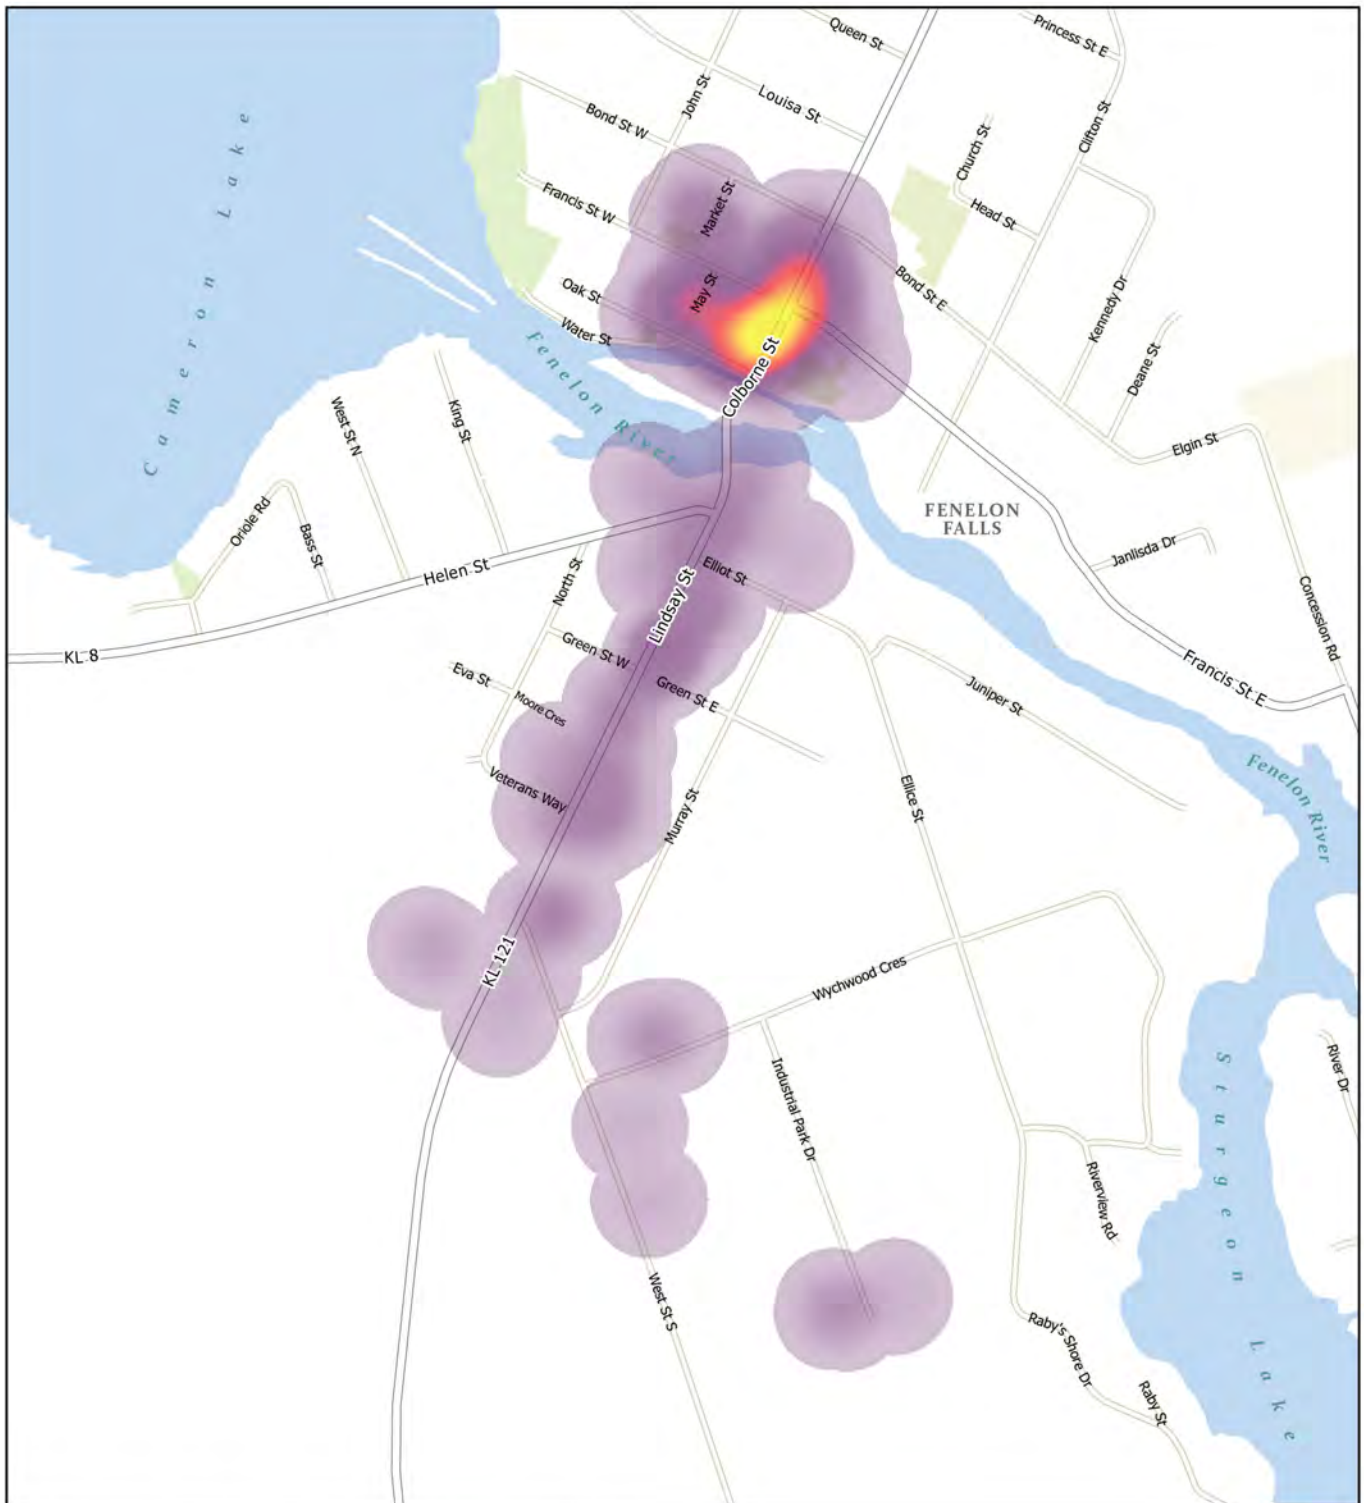 Queen St
Princess St E
John St
Louisa St
Clifton St
Bond St W
Church St
Cameron Lake
Francis St W
Market St
Head St
Oak St
May St
Bond St E
Kennedy Dr
Water St
Fenelon River
Colborne St
Deane St
West St N
King St
Elgin St
Oriole Rd
Bass St
FENELON
FALLS
Janlisda Dr
Helen St
North St
Elliot St
Lindsay St
Concession Rd
KL 8
Green St W
Eva St
Moore Cres
Green St E
Juniper St
Francis St E
Veterans Way
Murray St
Ellice St
Fenelon River
KL 121
Wychwood Cres
Industrial Park Dr
River Dr
Sturgeon Lake
Riverview Rd
West St S
Raby's Shore Dr
Raby St